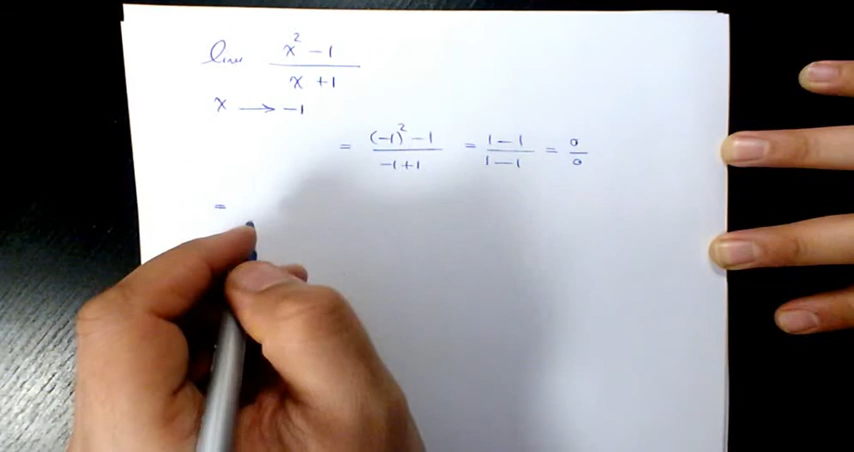 lim x² - 1 / x + 1
x → -1
= (-1)² - 1 / -1 + 1 = 1 - 1 / 1 - 1 = 0 / 0
=